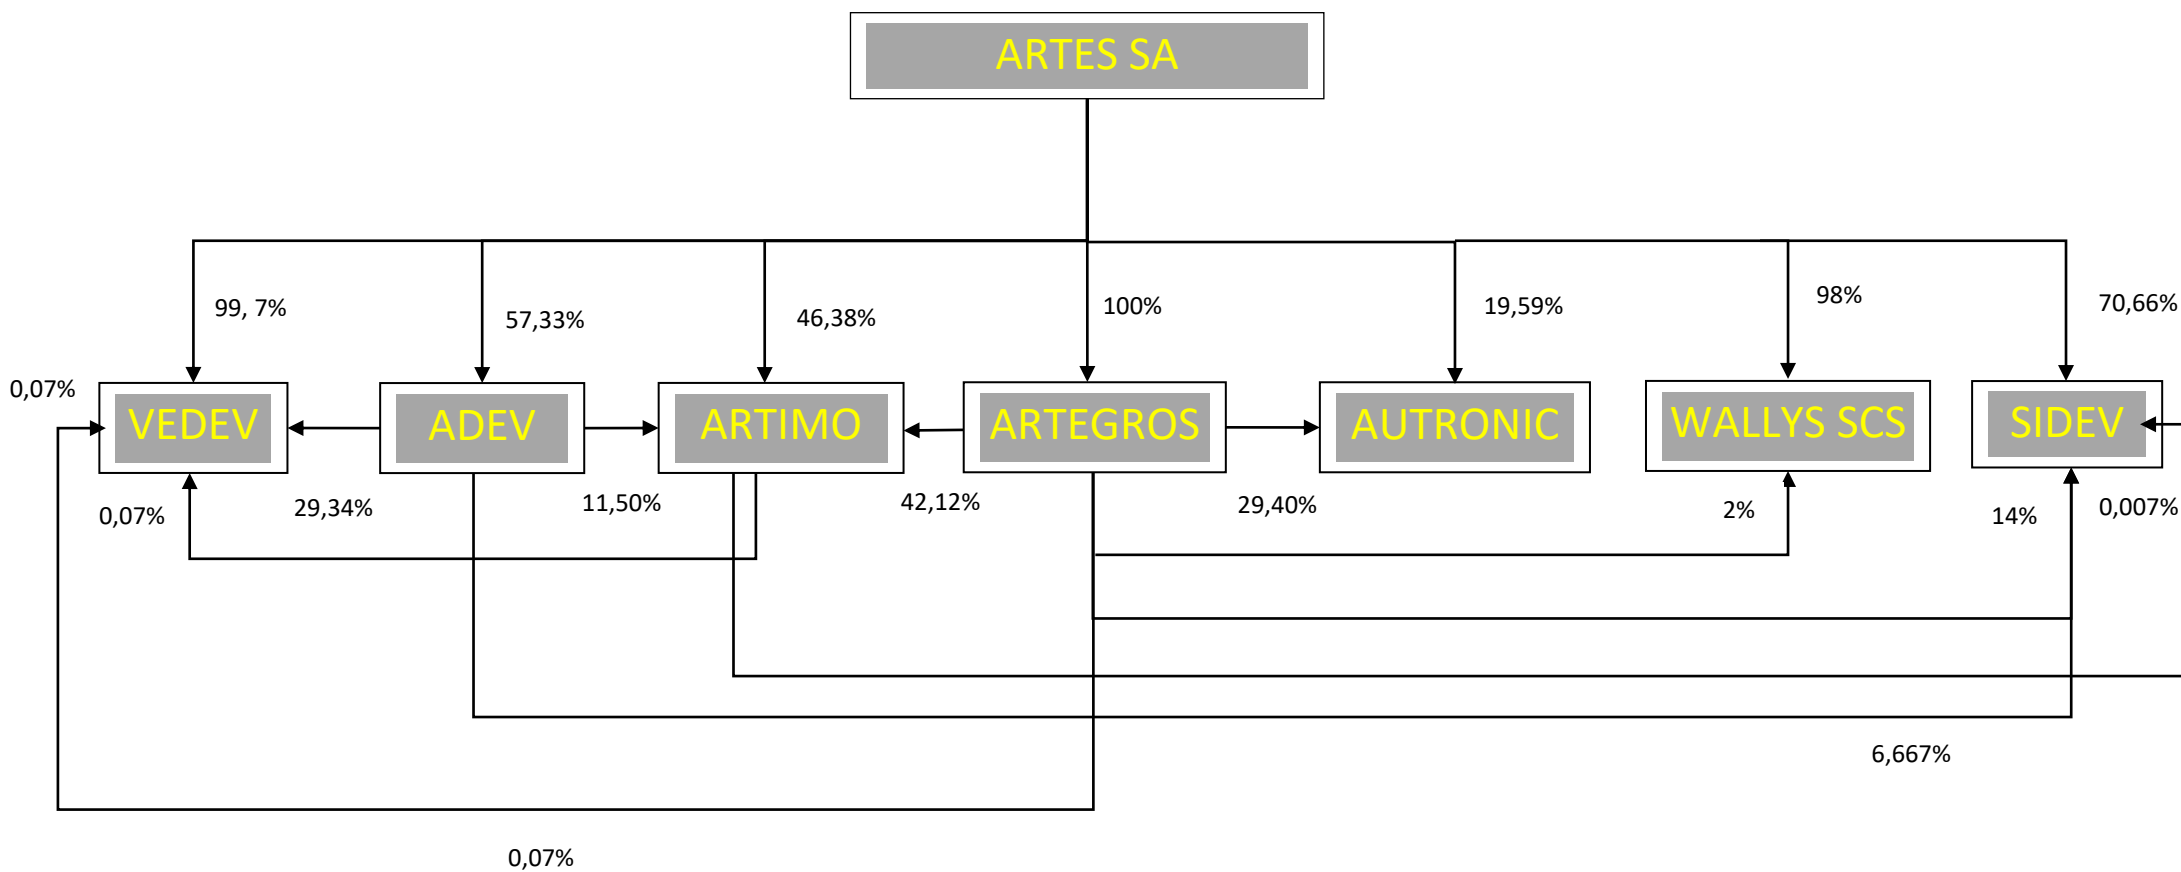 ARTES SA
99, 7%
57,33%
46,38%
100%
19,59%
98%
70,66%
0,07%
VEDEV
ADEV
ARTIMO
ARTEGROS
AUTRONIC
WALLYS SCS
SIDEV
0,07%
29,34%
11,50%
42,12%
29,40%
2%
14%
0,007%
6,667%
0,07%